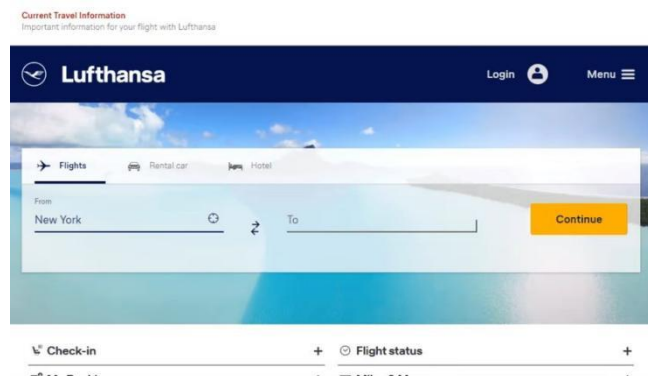 Current Travel Information
Important information for your flight with Lufthansa
Lufthansa
Login
Menu
Flights
Rental car
Hotel
From
New York
To
Continue
Check-in
+
Flight status
+